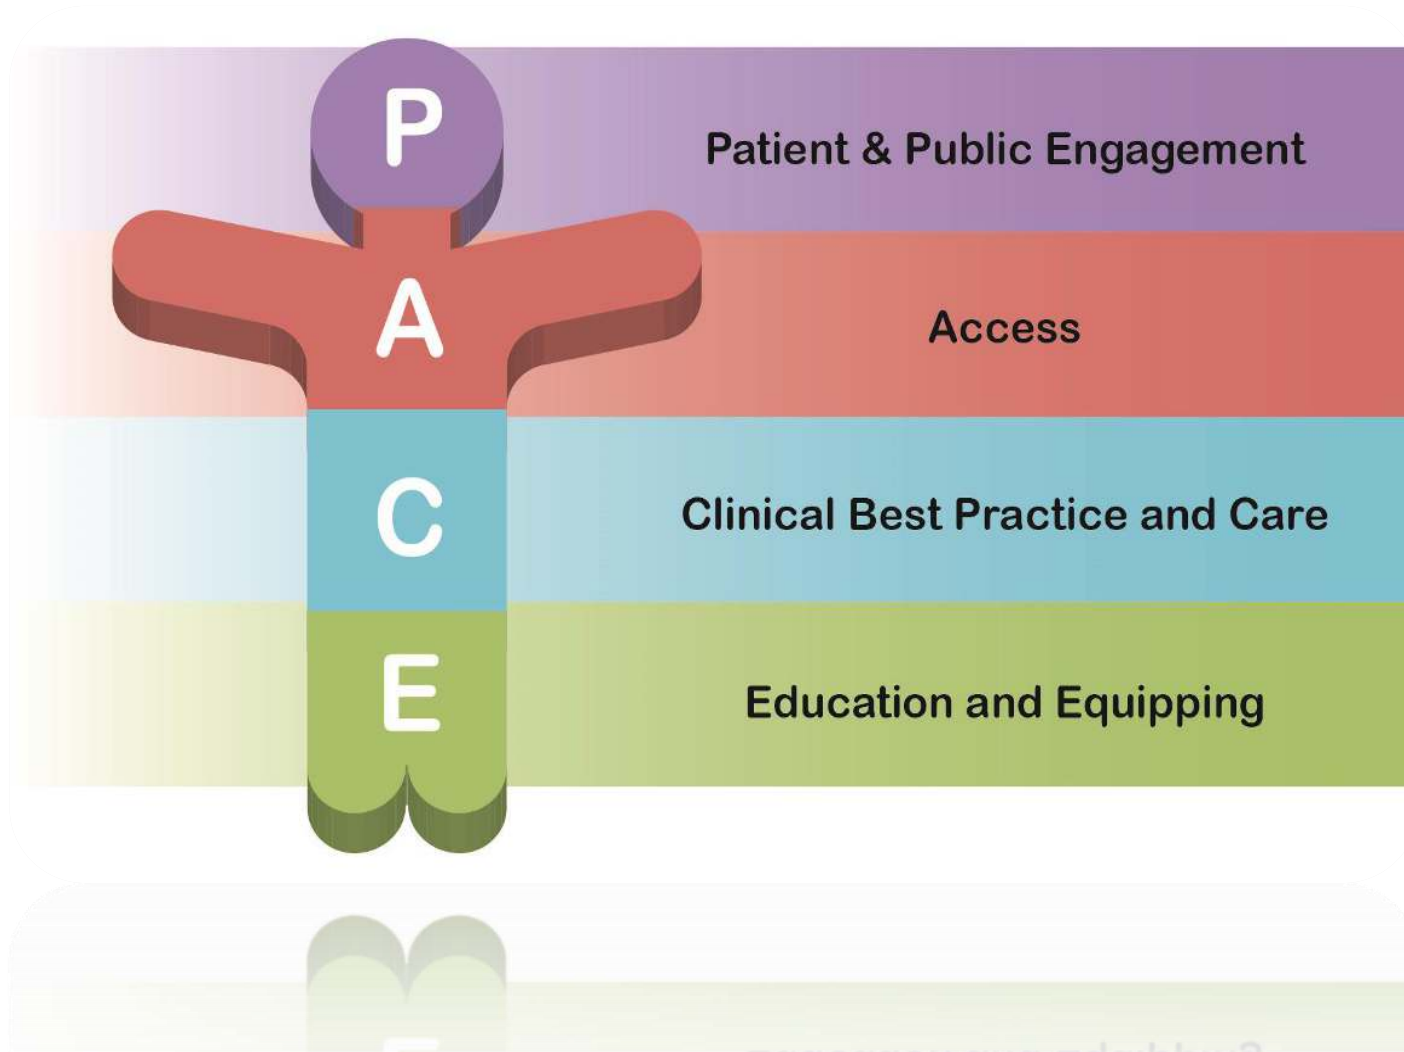 P
Patient & Public Engagement
A
Access
C
Clinical Best Practice and Care
E
Education and Equipping